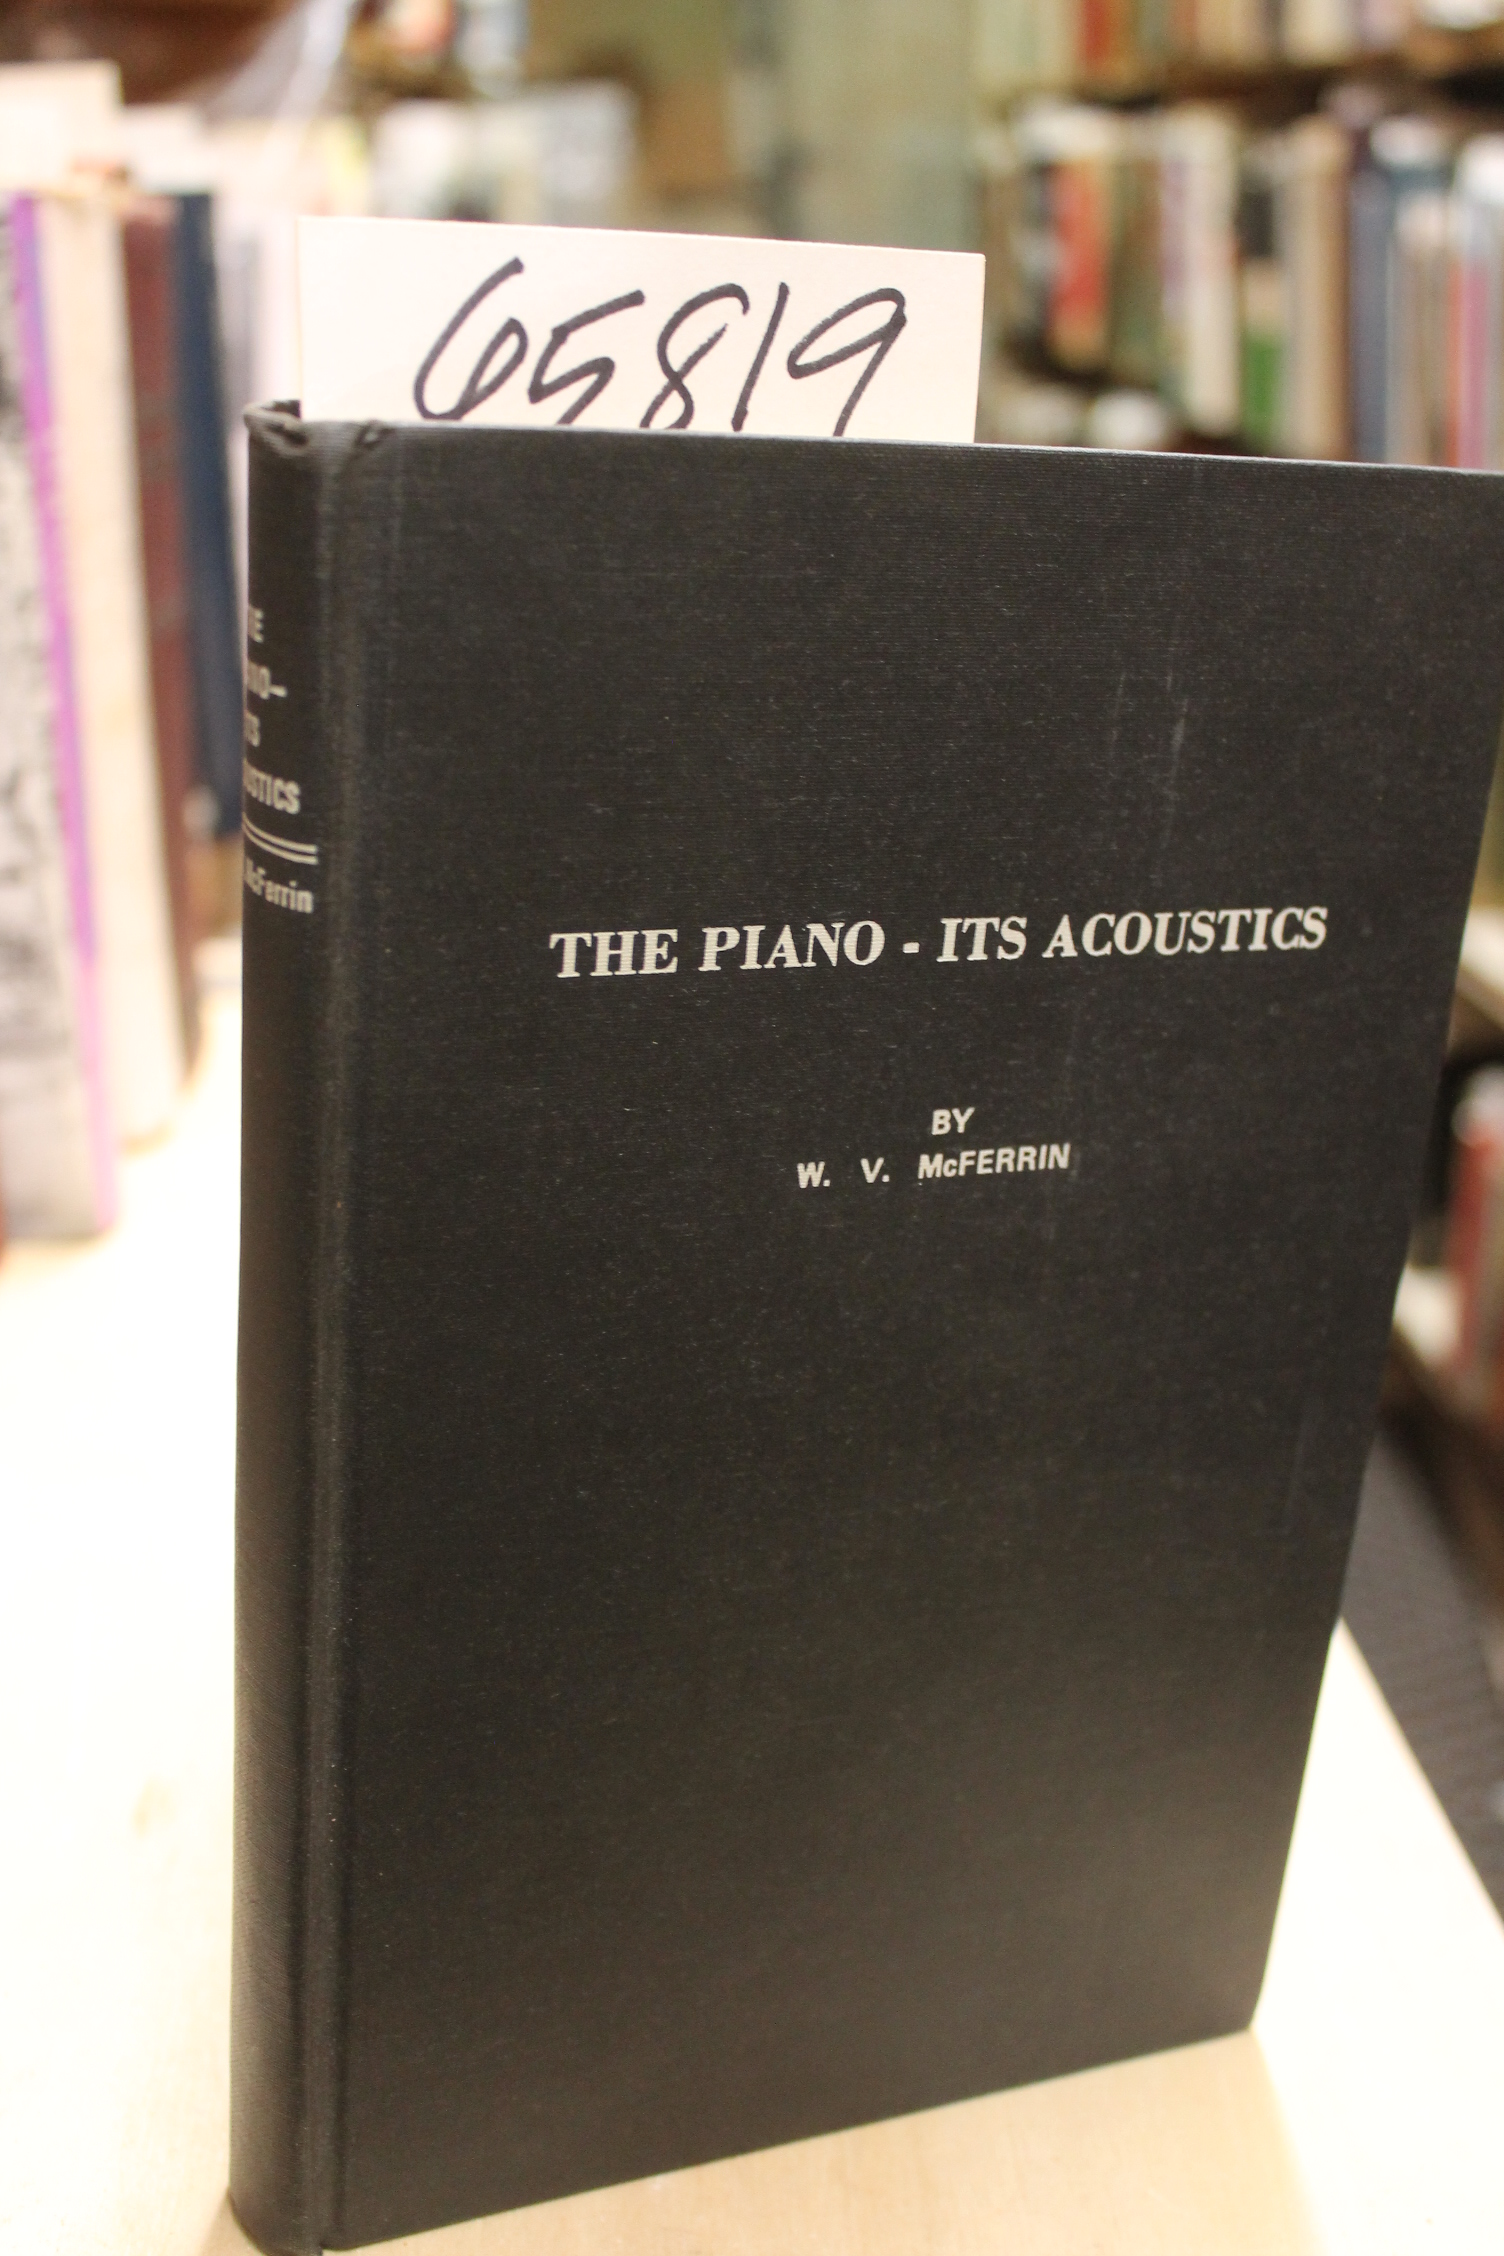 65819
THE PIANO - ITS ACOUSTICS
BY
W. V. McFERRIN
McFerrin